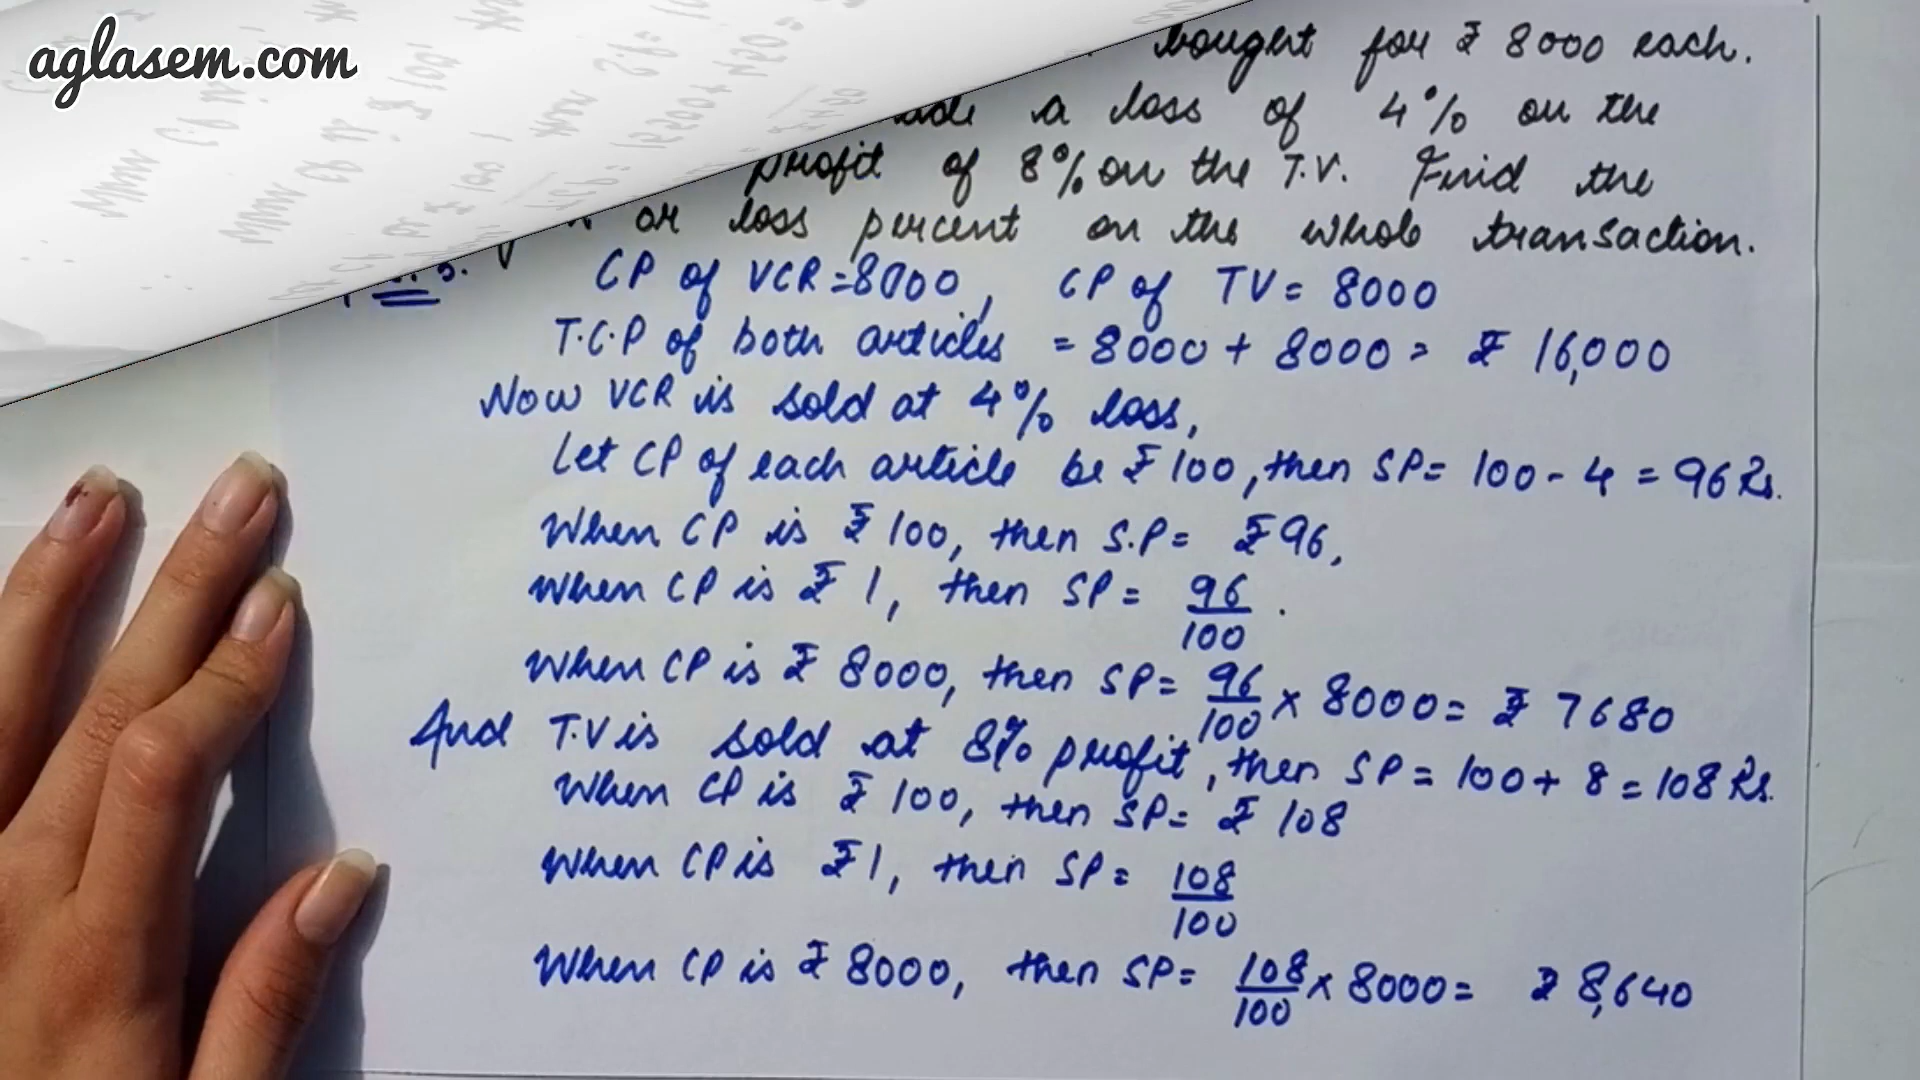 aglasem.com
bought for ₹ 8000 each.
a loss of 4% on the
profit of 8% on the T.V. Find the
or loss percent on the whole transaction.
CP of VCR = 8000, CP of TV = 8000
T.C.P of both articles = 8000 + 8000 = ₹ 16,000
Now VCR is sold at 4% loss,
Let CP of each article be ₹ 100, then SP = 100 - 4 = 96 Rs.
When CP is ₹ 100, then S.P = ₹ 96,
When CP is ₹ 1, then SP = 96/100.
When CP is ₹ 8000, then SP = 96/100 × 8000 = ₹ 7680
And T.V is sold at 8% profit, then SP = 100 + 8 = 108 Rs.
When CP is ₹ 100, then SP = ₹ 108
When CP is ₹ 1, then SP = 108/100
When CP is ₹ 8000, then SP = 108/100 × 8000 = ₹ 8,640